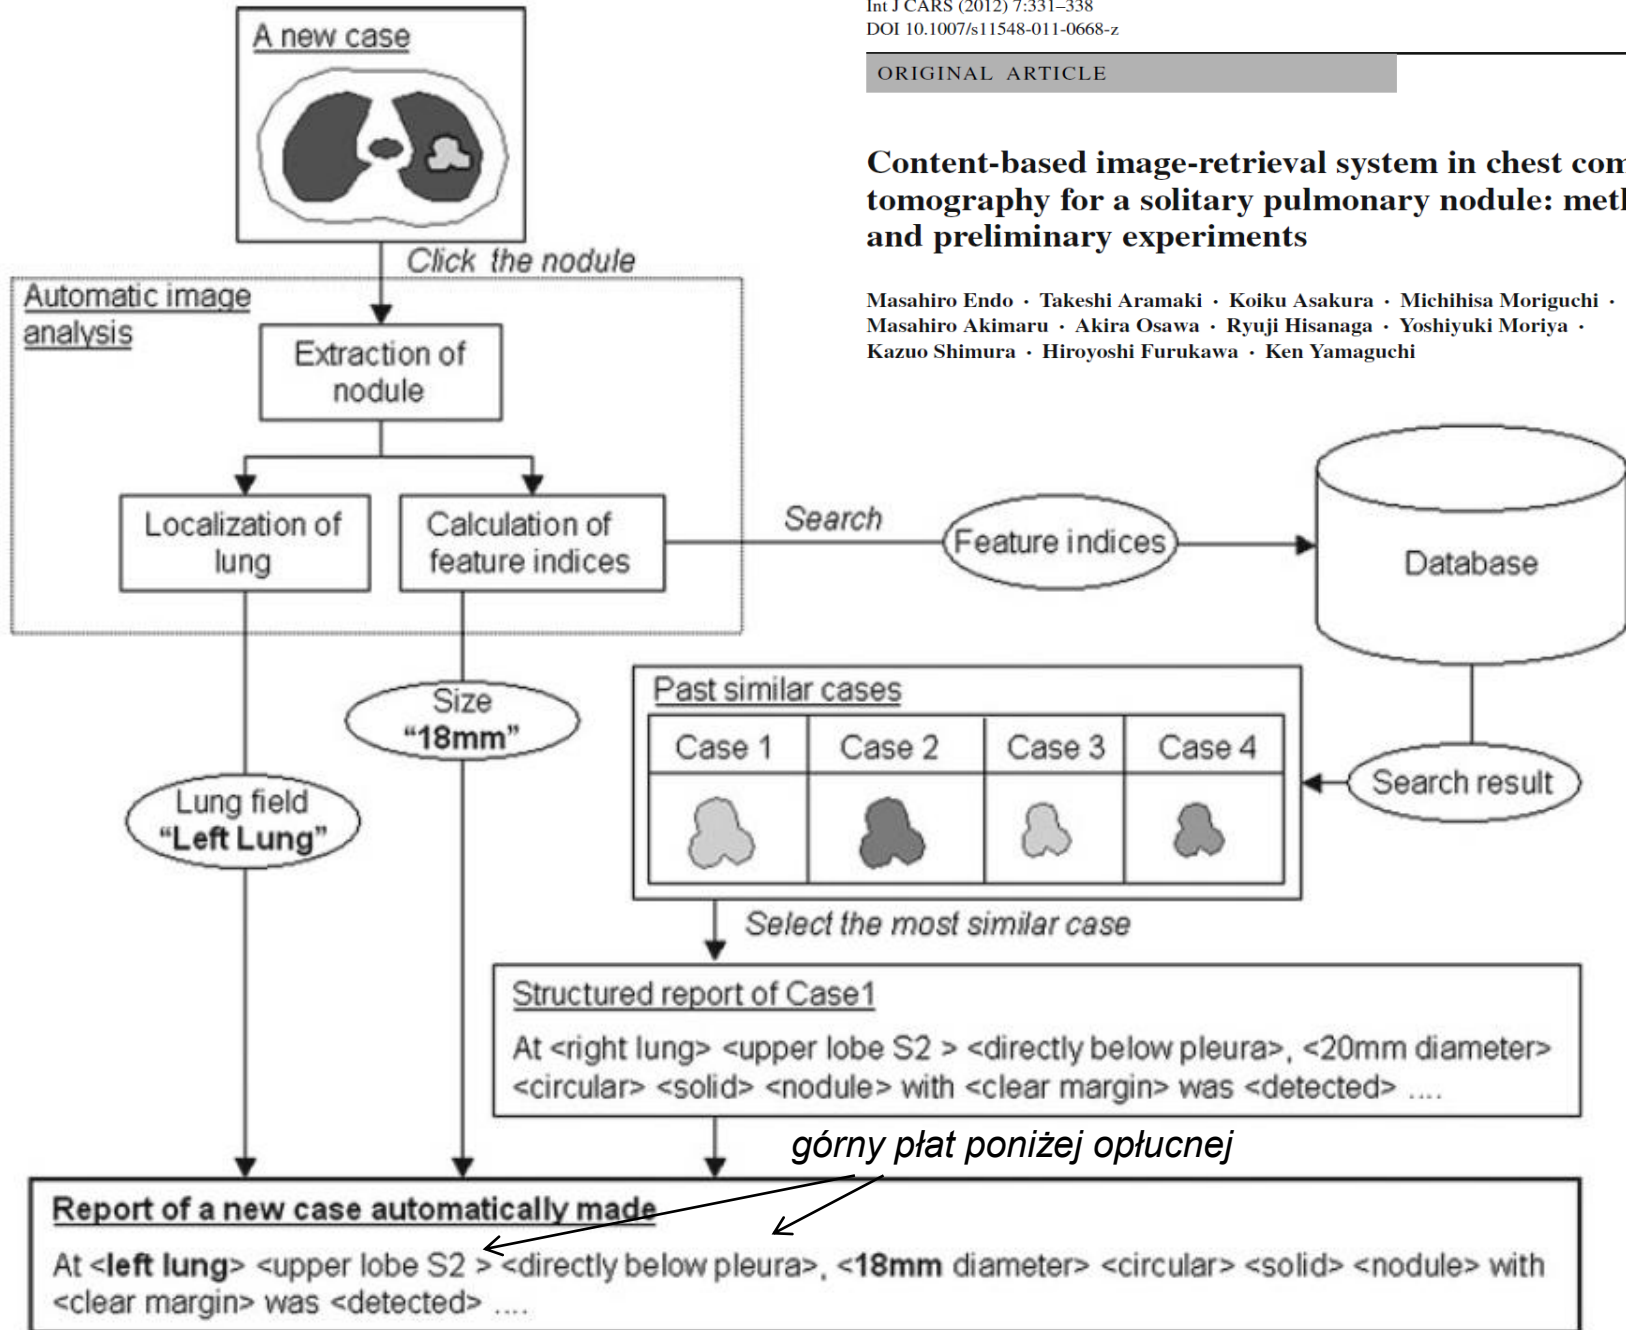 A new case
Int J CARS (2012) 7:331–338
DOI 10.1007/s11548-011-0668-z
ORIGINAL ARTICLE
Content-based image-retrieval system in chest
tomography for a solitary pulmonary nodule:
and preliminary experiments
Masahiro Endo · Takeshi Aramaki · Koiku Asakura · Michihisa Moriguchi ·
Masahiro Akimaru · Akira Osawa · Ryuji Hisanaga · Yoshiyuki Moriya ·
Kazuo Shimura · Hiroyoshi Furukawa · Ken Yamaguchi
Click the nodule
Automatic image
analysis
Extraction of
nodule
Localization of
lung
Calculation of
feature indices
Search
Feature indices
Database
Size
“18mm”
Lung field
“Left Lung”
Past similar cases
Case 1
Case 2
Case 3
Case 4
Search result
Select the most similar case
Structured report of Case1
At <right lung> <upper lobe S2 > <directly below pleura>, <20mm diameter>
<circular> <solid> <nodule> with <clear margin> was <detected> ....
górny płat poniżej opłucnej
Report of a new case automatically made
At <left lung> <upper lobe S2 > <directly below pleura>, <18mm diameter> <circular> <solid> <nodule> with
<clear margin> was <detected> ....